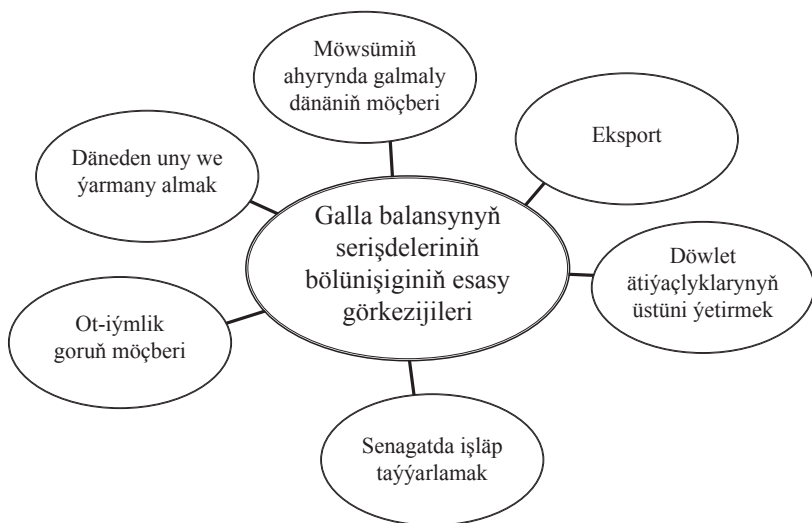 Möwsümiň
ahyrynda galmaly
dänäniň möçberi
Eksport
Däneden uny we
ýarmany almak
Galla balansynyň
serişdeleriniň
bölünişiginiň esasy
görkezijileri
Döwlet
ätiýaçlyklarynyň
üstüni ýetirmek
Ot-iýmlik
goruň möçberi
Senagatda işläp
taýýarlamak